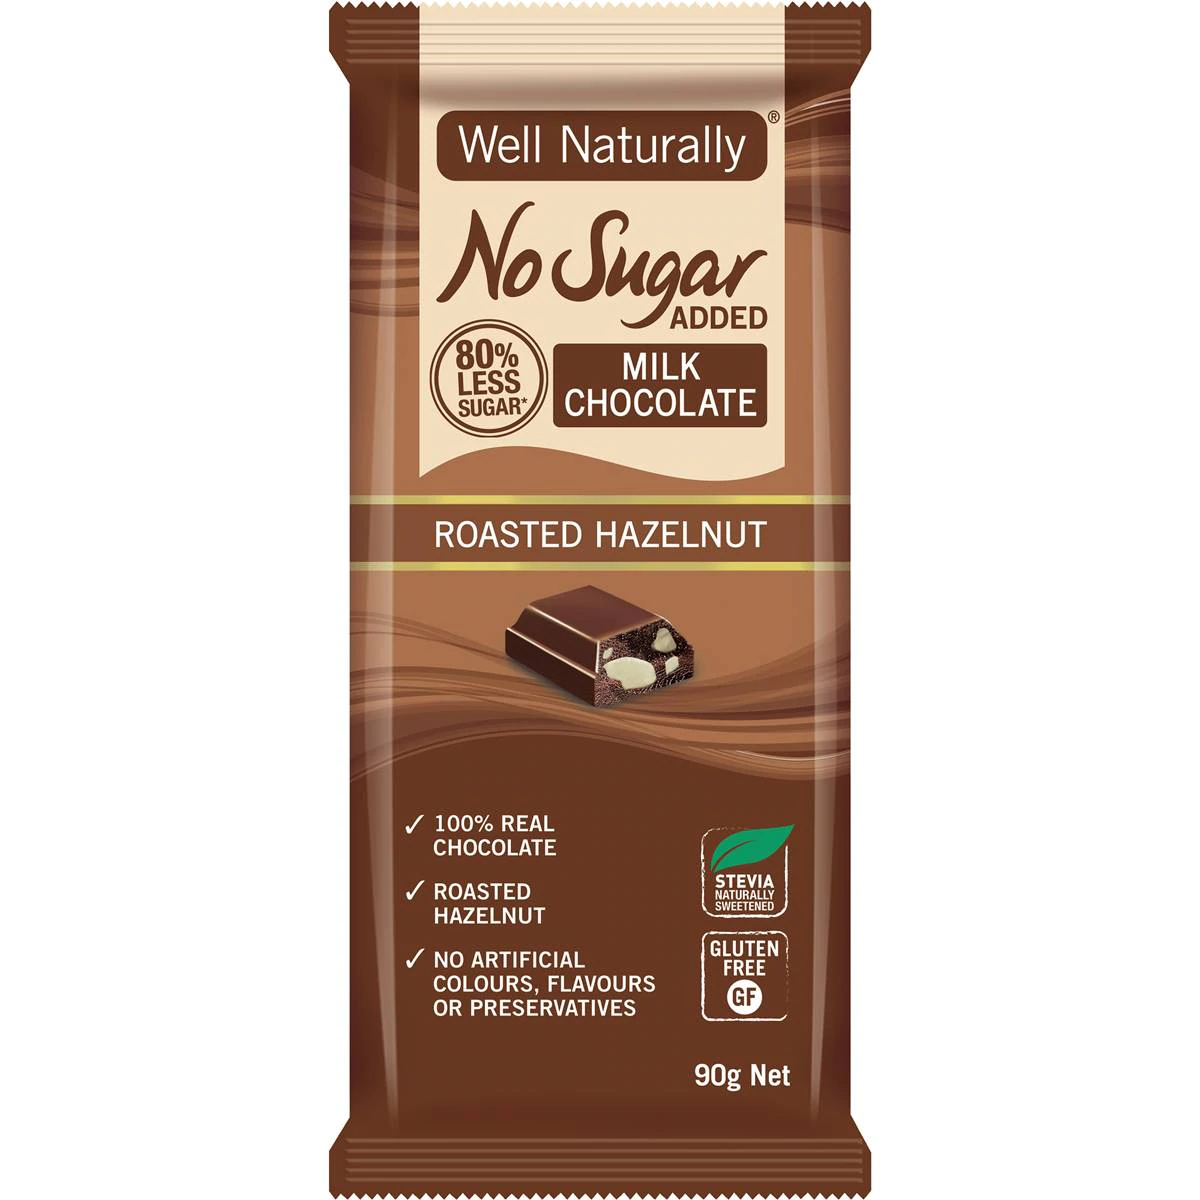 Well Naturally®
No Sugar
ADDED
80%
LESS
SUGAR*
MILK
CHOCOLATE
ROASTED HAZELNUT
✓ 100% REAL
CHOCOLATE
✓ ROASTED
HAZELNUT
✓ NO ARTIFICIAL
COLOURS, FLAVOURS
OR PRESERVATIVES
STEVIA
NATURALLY
SWEETENED
GLUTEN
FREE
GF
90g Net